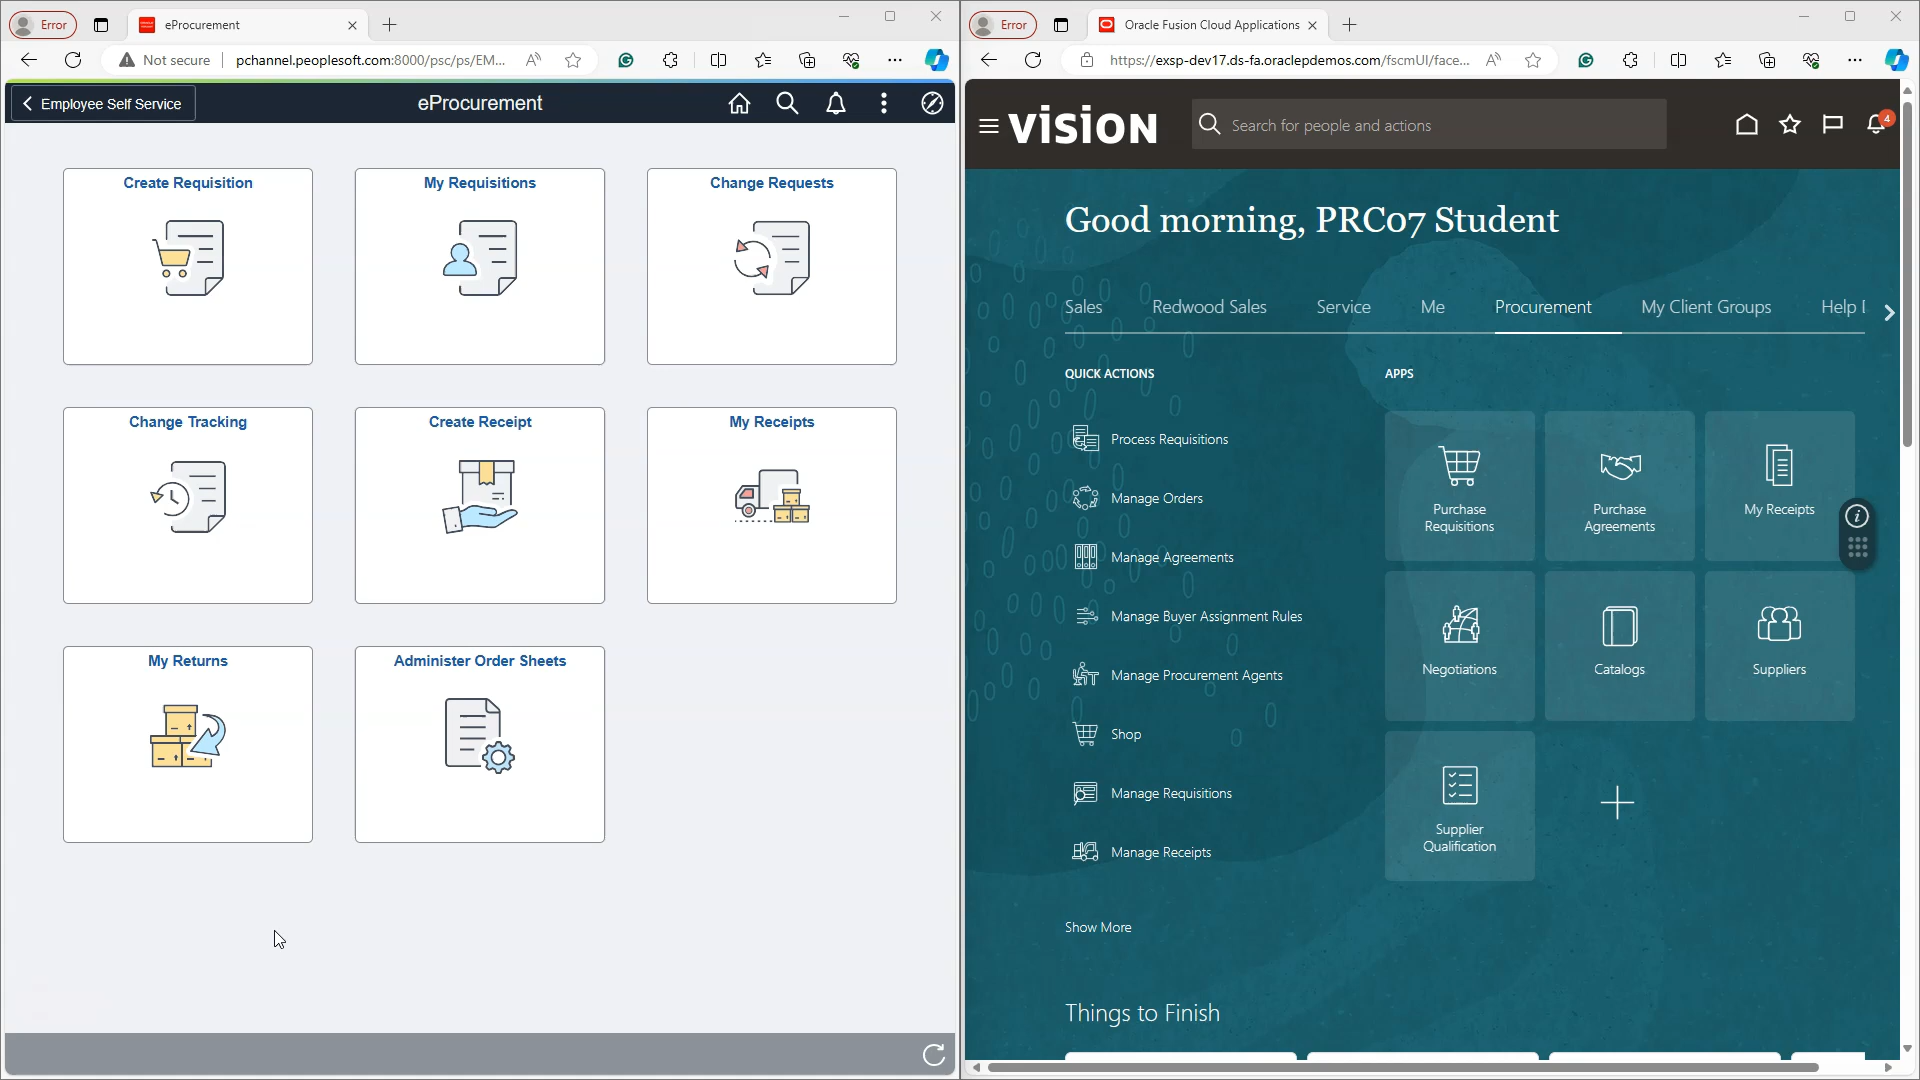 Error
eProcurement
Not secure
pchannel.peoplesoft.com:8000/psc/ps/EM...
Employee Self Service
eProcurement
Create Requisition
My Requisitions
Change Requests
Change Tracking
Create Receipt
My Receipts
My Returns
Administer Order Sheets
Error
Oracle Fusion Cloud Applications
https://exsp-dev17.ds-fa.oraclepdemos.com/fscmUI/face...
VISION
Search for people and actions
4
Good morning, PRC07 Student
Sales
Redwood Sales
Service
Me
Procurement
My Client Groups
Help
QUICK ACTIONS
Process Requisitions
Manage Orders
Manage Agreements
Manage Buyer Assignment Rules
Manage Procurement Agents
Shop
Manage Requisitions
Manage Receipts
Show More
APPS
Purchase
Requisitions
Purchase
Agreements
My Receipts
Negotiations
Catalogs
Suppliers
Supplier
Qualification
Things to Finish